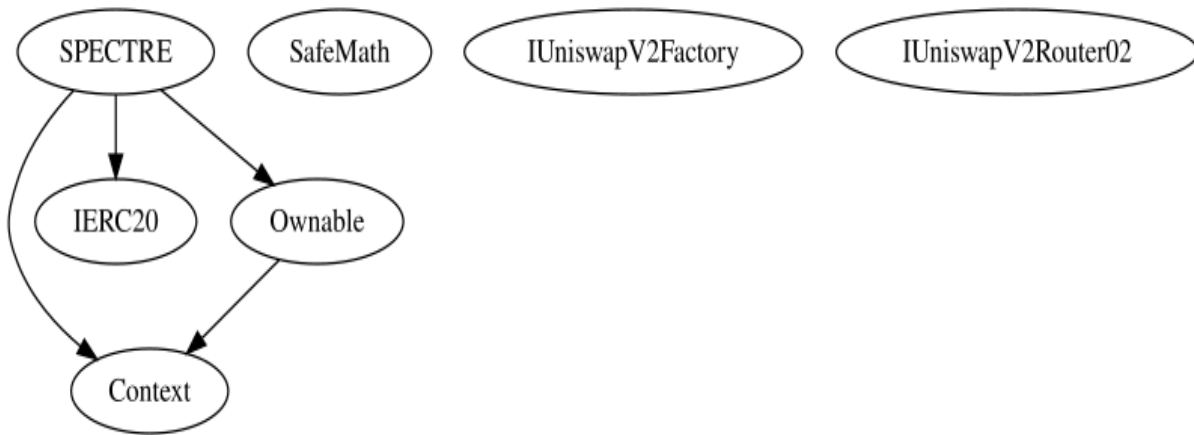 SPECTRE
SafeMath
IUniswapV2Factory
IUniswapV2Router02
IERC20
Ownable
Context